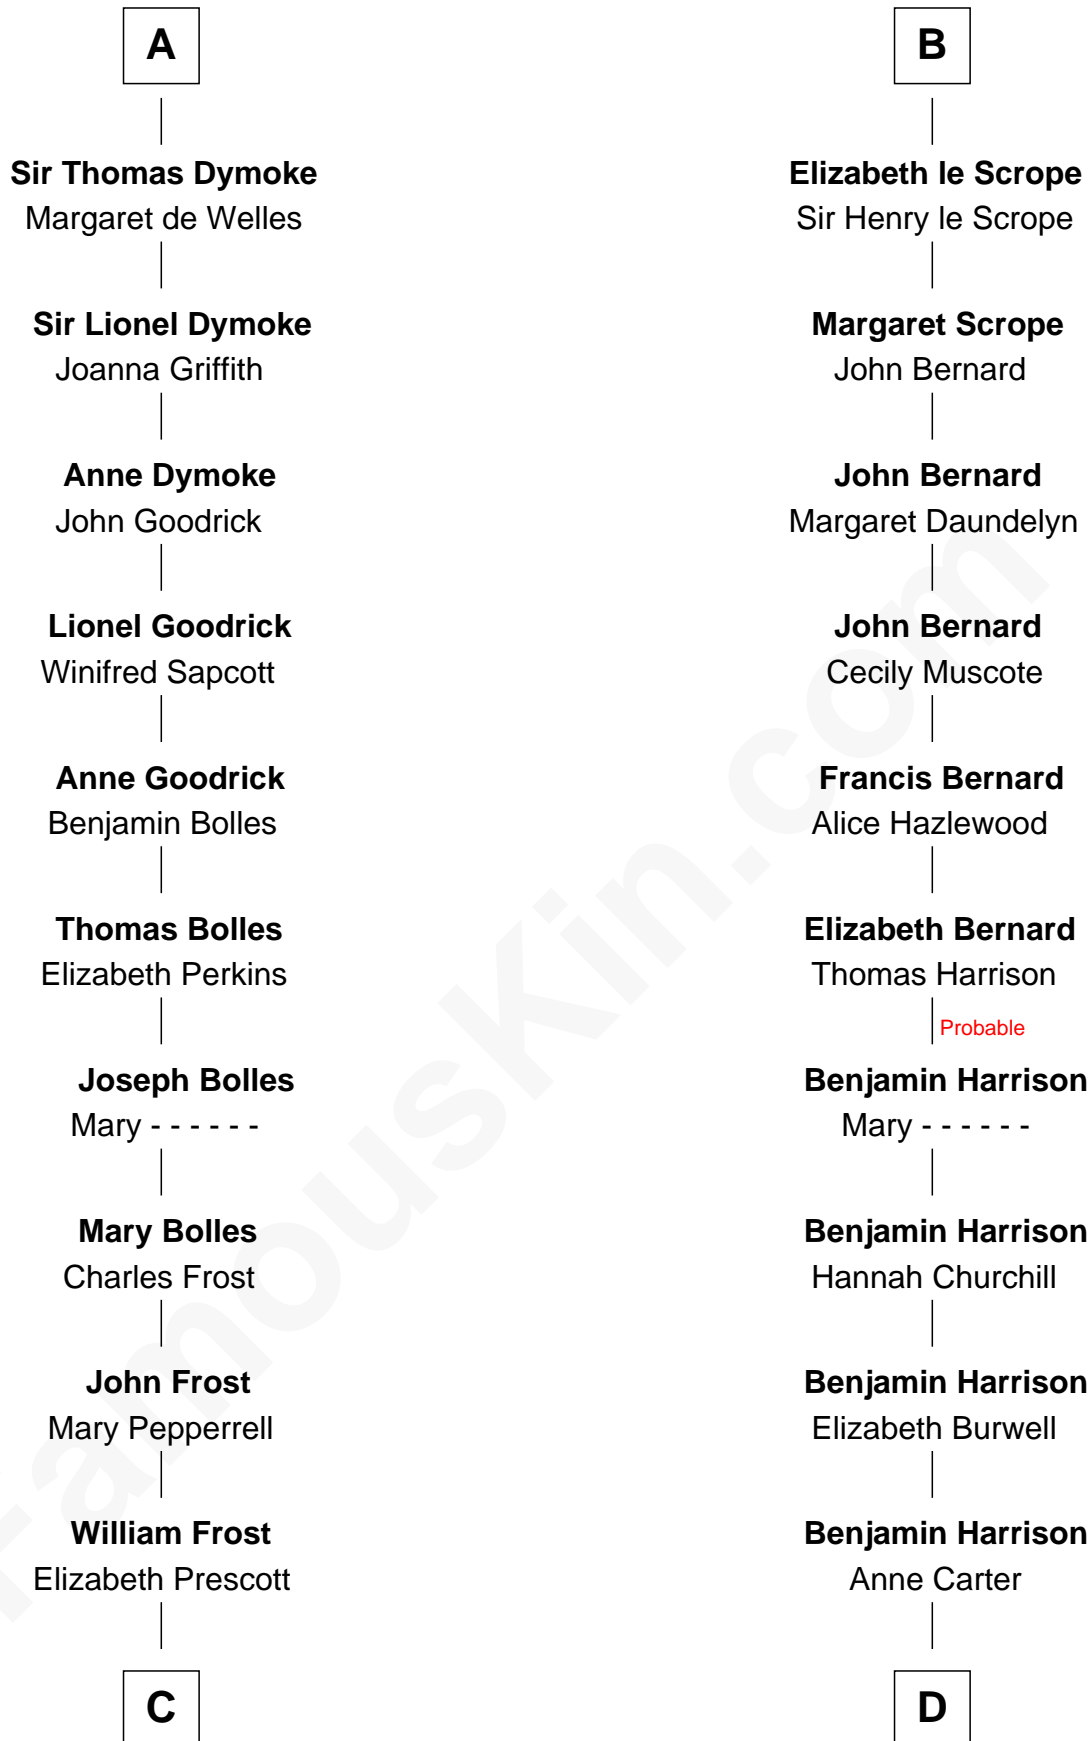 A
Sir Thomas Dymoke
Margaret de Welles
Sir Lionel Dymoke
Joanna Griffith
Anne Dymoke
John Goodrick
Lionel Goodrick
Winifred Sapcott
Anne Goodrick
Benjamin Bolles
Thomas Bolles
Elizabeth Perkins
Joseph Bolles
Mary - - - - - -
Mary Bolles
Charles Frost
John Frost
Mary Pepperrell
William Frost
Elizabeth Prescott
C
B
Elizabeth le Scrope
Sir Henry le Scrope
Margaret Scrope
John Bernard
John Bernard
Margaret Daundelyn
John Bernard
Cecily Muscote
Francis Bernard
Alice Hazlewood
Elizabeth Bernard
Thomas Harrison
Probable
Benjamin Harrison
Mary - - - - - -
Benjamin Harrison
Hannah Churchill
Benjamin Harrison
Elizabeth Burwell
Benjamin Harrison
Anne Carter
D
FamousKin.com